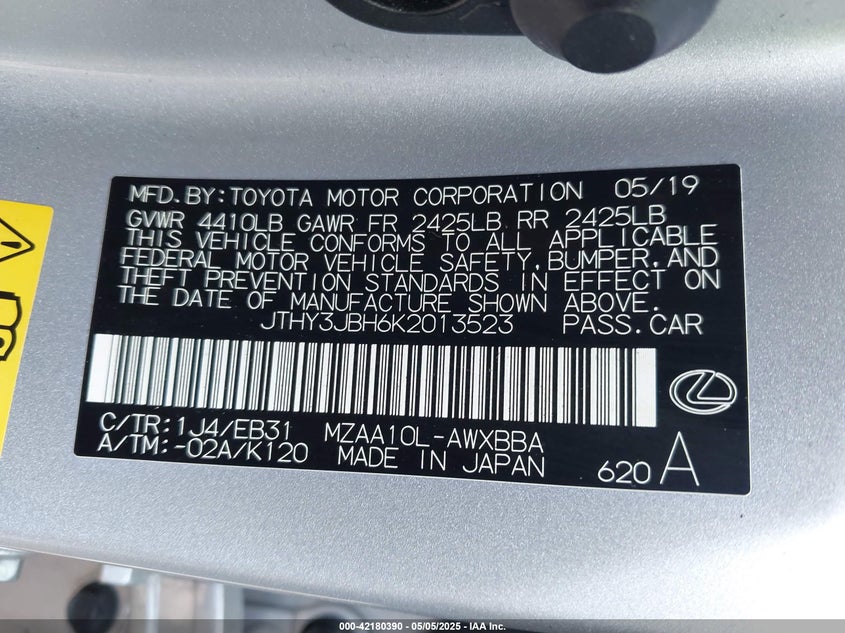 MFD.BY:TOYOTA MOTOR CORPORATION 05/19
GVWR 4410LB GAWR FR 2425LB RR 2425LB
THIS VEHICLE CONFORMS TO ALL APPLICABLE
FEDERAL MOTOR VEHICLE SAFETY,BUMPER,AND
THEFT PREVENTION STANDARDS IN EFFECT ON
THE DATE OF MANUFACTURE SHOWN ABOVE.
JTHY3JBH6K2013523 PASS.CAR
C/TR:1J4/EB31 MZAA10L-AWXBBA
A/TM:-02A/K120 MADE IN JAPAN 620 A
000-42180390 - 05/05/2025 - IAA Inc.